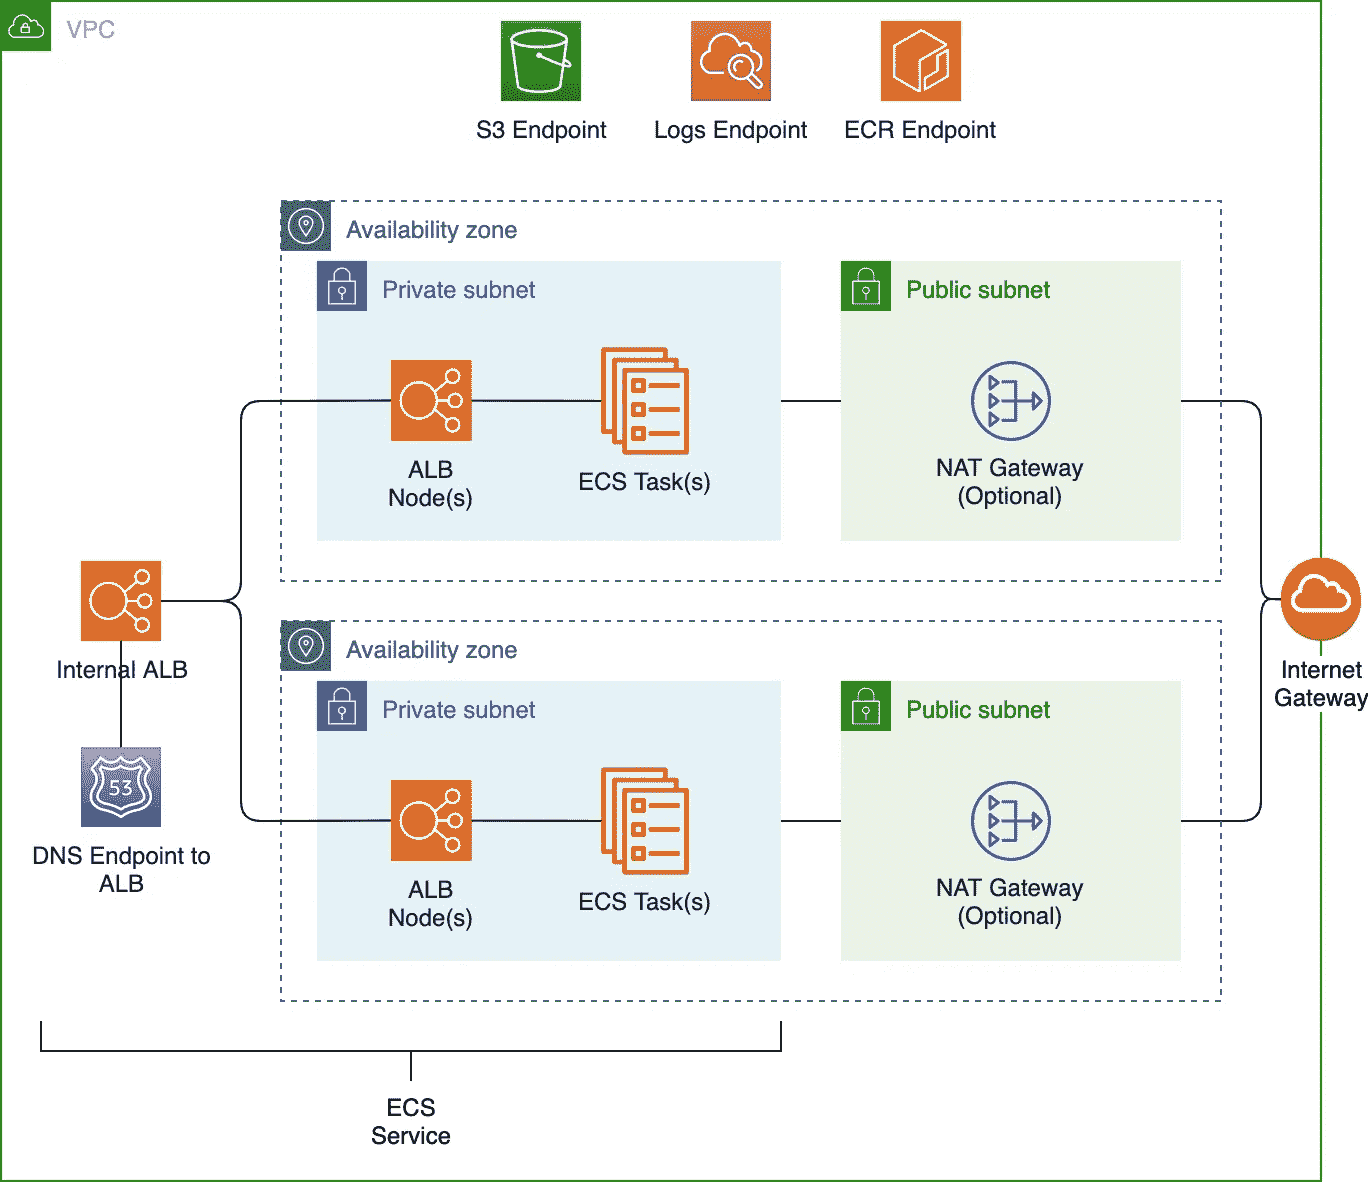 VPC
S3 Endpoint
Logs Endpoint
ECR Endpoint
Availability zone
Private subnet
Public subnet
ALB
Node(s)
ECS Task(s)
NAT Gateway
(Optional)
Internal ALB
53
DNS Endpoint to
ALB
Availability zone
Private subnet
Public subnet
ALB
Node(s)
ECS Task(s)
NAT Gateway
(Optional)
Internet
Gateway
ECS
Service